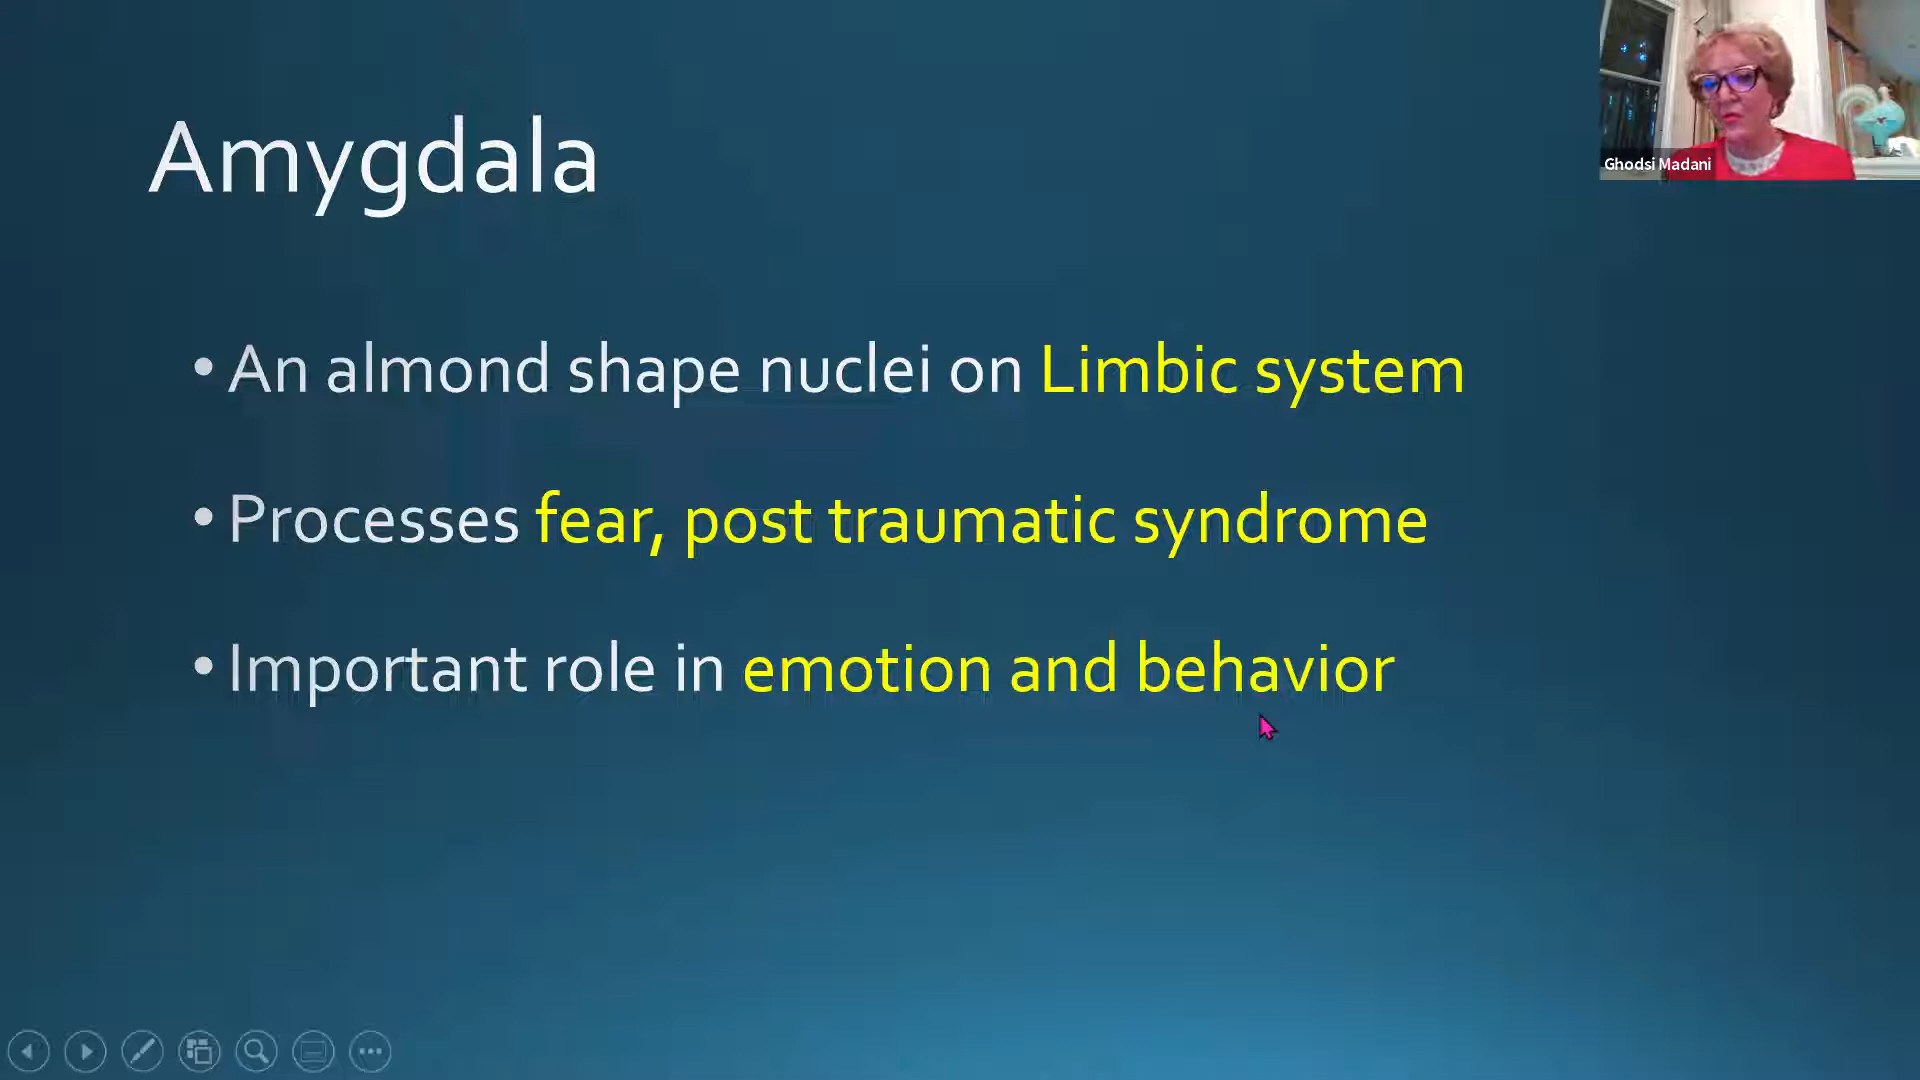 Amygdala
Ghodsi Madani
• An almond shape nuclei on Limbic system
• Processes fear, post traumatic syndrome
• Important role in emotion and behavior